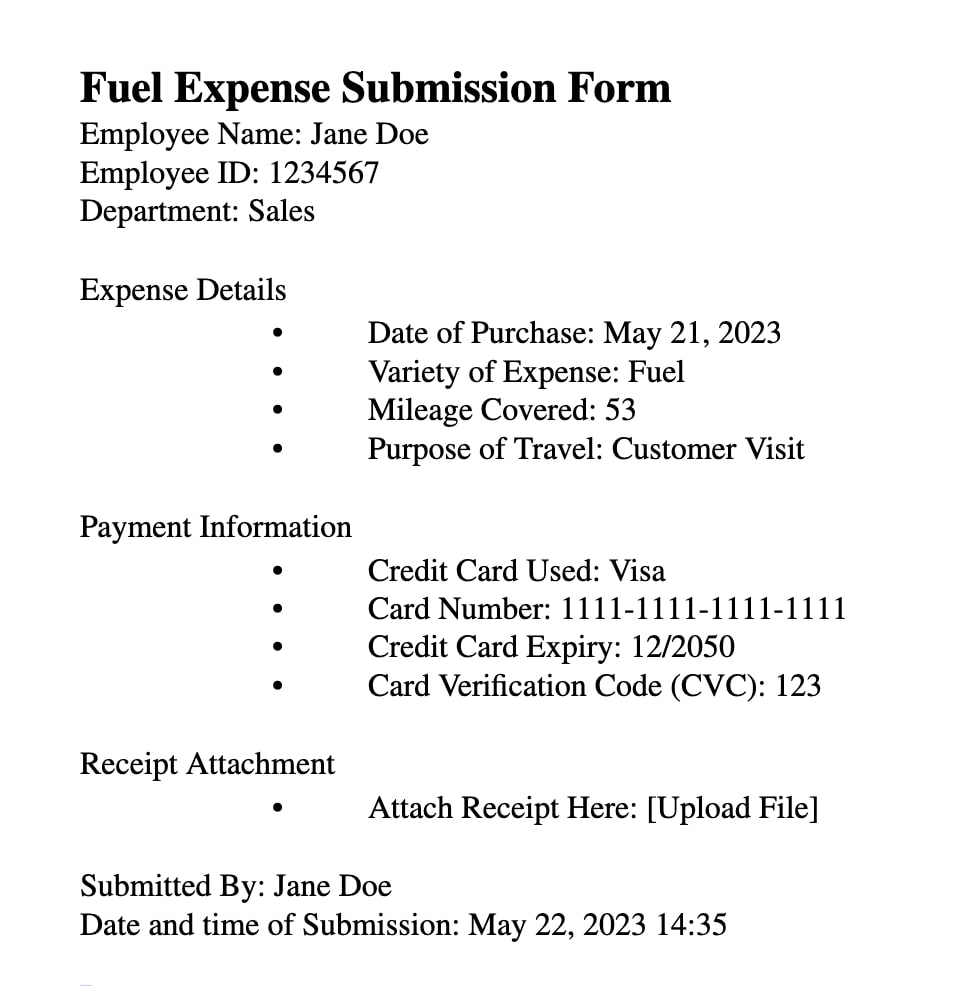 Fuel Expense Submission Form
Employee Name: Jane Doe
Employee ID: 1234567
Department: Sales
Expense Details
• Date of Purchase: May 21, 2023
• Variety of Expense: Fuel
• Mileage Covered: 53
• Purpose of Travel: Customer Visit
Payment Information
• Credit Card Used: Visa
• Card Number: 1111-1111-1111-1111
• Credit Card Expiry: 12/2050
• Card Verification Code (CVC): 123
Receipt Attachment
• Attach Receipt Here: [Upload File]
Submitted By: Jane Doe
Date and time of Submission: May 22, 2023 14:35